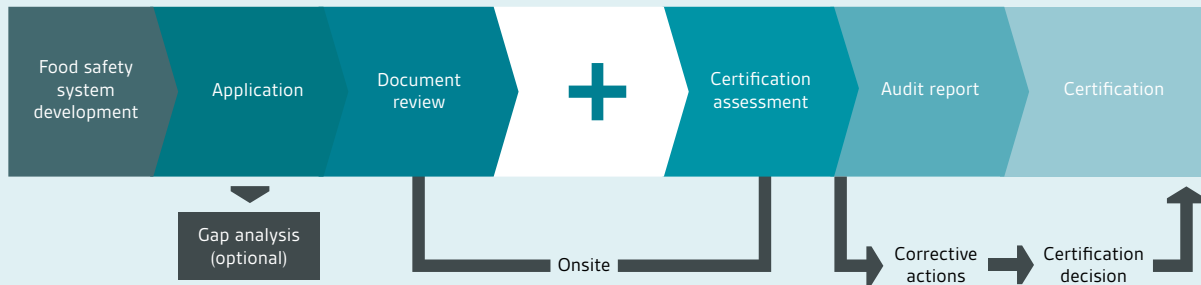 Food safety
system
development
Application
Document
review
+
Certification
assessment
Audit report
Certification
Gap analysis
(optional)
Onsite
Corrective
actions
Certification
decision